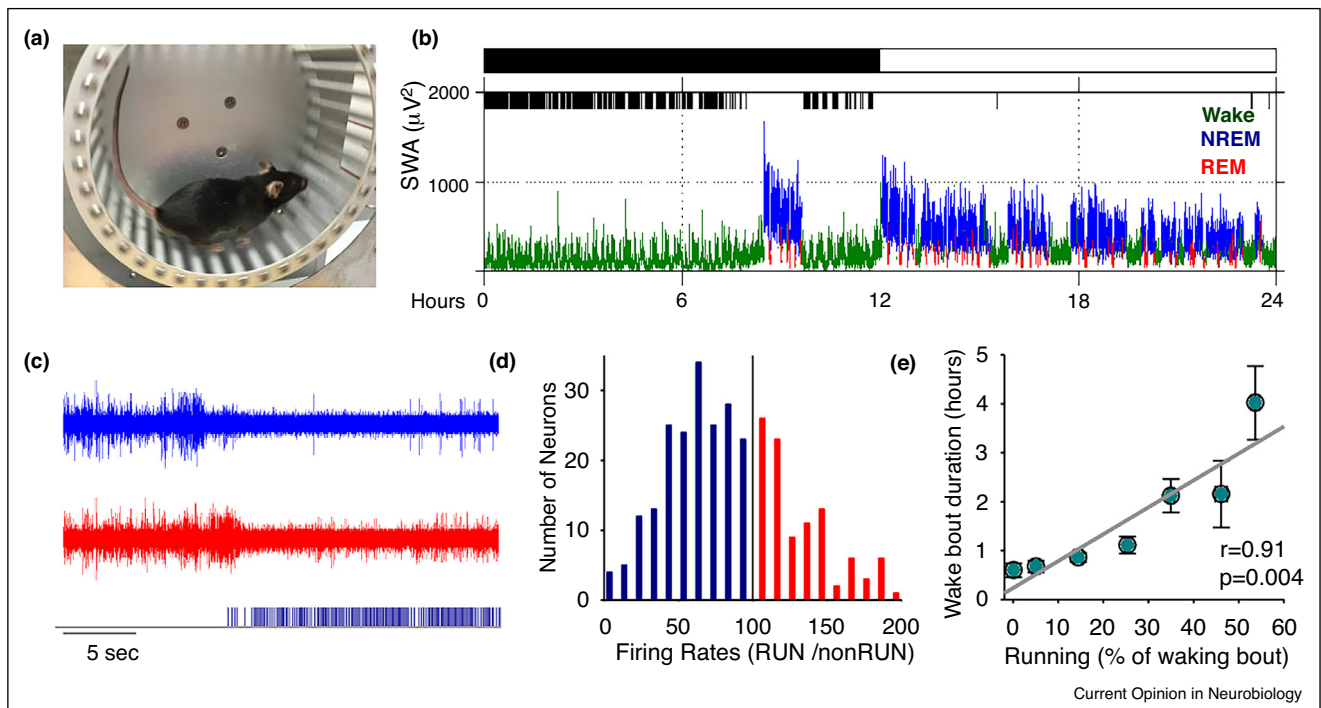 (a)
(b)
2000
1000
SWA (μV²)
Wake
NREM
REM
Hours
0
6
12
18
24
(c)
5 sec
(d)
Number of Neurons
30
20
10
0
0
50
100
150
200
Firing Rates (RUN /nonRUN)
(e)
Wake bout duration (hours)
5
4
3
2
1
0
r=0.91
p=0.004
0
10
20
30
40
50
60
Running (% of waking bout)
Current Opinion in Neurobiology